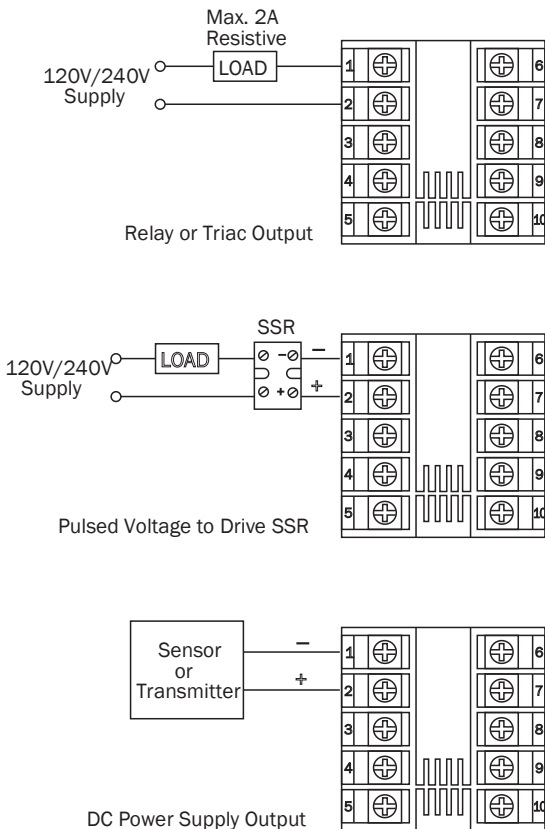 Max. 2A
Resistive
120V/240V
Supply
LOAD
1
2
3
4
5
6
7
8
9
10
Relay or Triac Output
SSR
120V/240V
Supply
LOAD
−
+
−
+
1
2
3
4
5
6
7
8
9
10
Pulsed Voltage to Drive SSR
Sensor
or
Transmitter
−
+
1
2
3
4
5
6
7
8
9
10
DC Power Supply Output